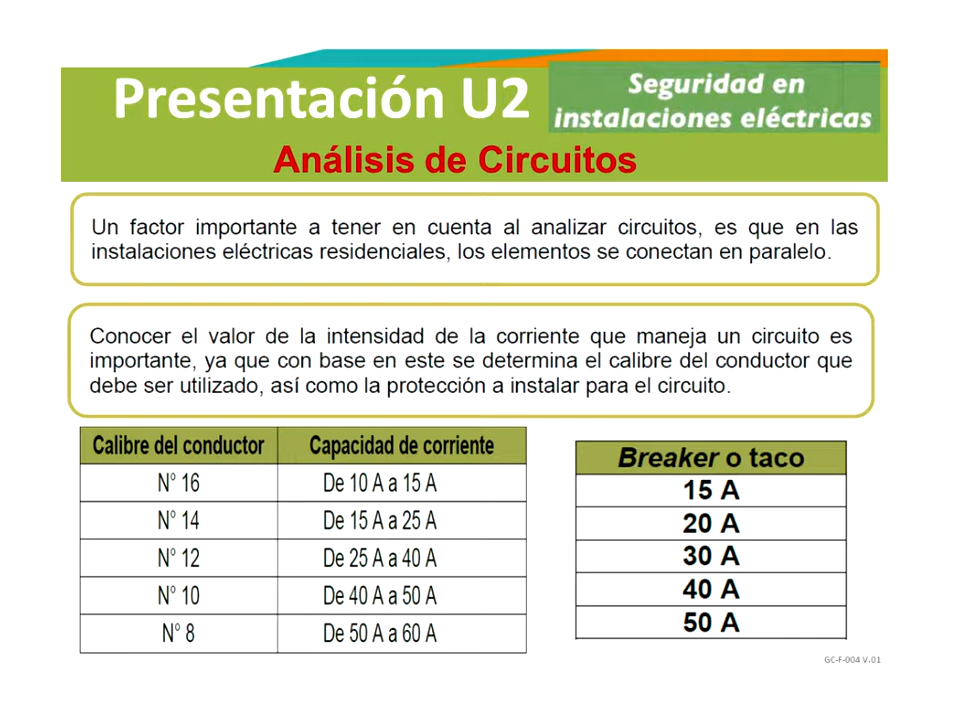 Presentación U2
Seguridad en
instalaciones eléctricas
Análisis de Circuitos
Un factor importante a tener en cuenta al analizar circuitos, es que en las
instalaciones eléctricas residenciales, los elementos se conectan en paralelo.
Conocer el valor de la intensidad de la corriente que maneja un circuito es
importante, ya que con base en este se determina el calibre del conductor que
debe ser utilizado, así como la protección a instalar para el circuito.
Calibre del conductor Capacidad de corriente
N° 16 De 10 A a 15 A
N° 14 De 15 A a 25 A
N° 12 De 25 A a 40 A
N° 10 De 40 A a 50 A
N° 8 De 50 A a 60 A
Breaker o taco
15 A
20 A
30 A
40 A
50 A
GC-F-004 V.01